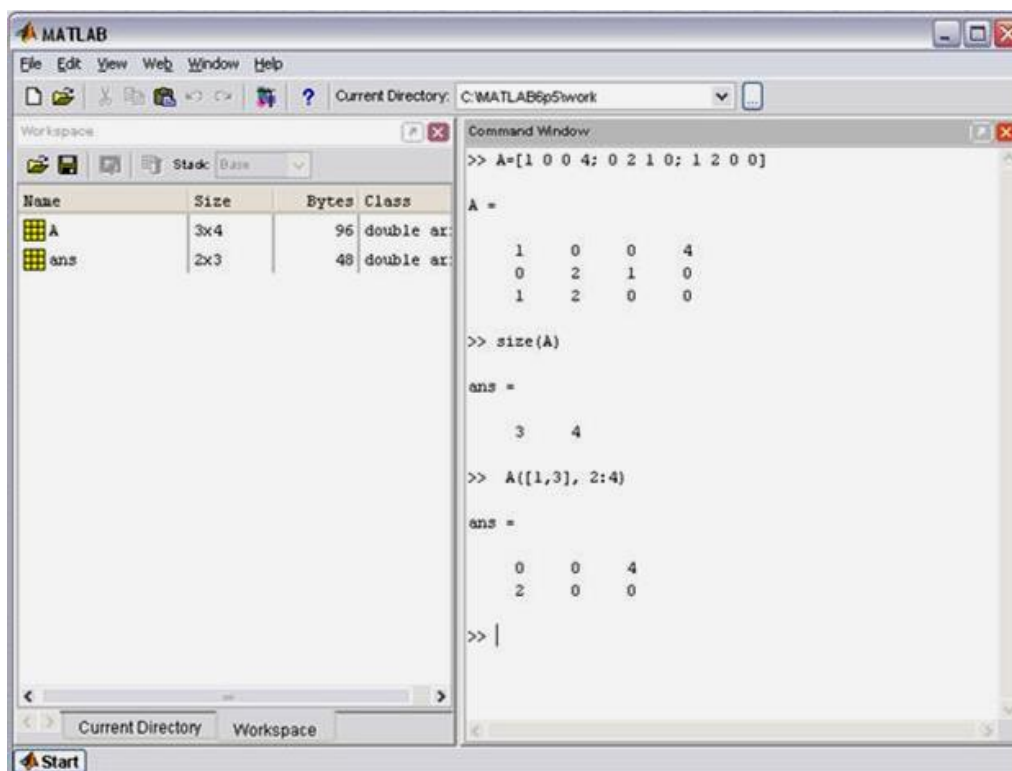 MATLAB
File Edit View Web Window Help
? Current Directory: C:\MATLAB6p5\work ...
Workspace
Stack: Base
Name Size Bytes Class
A 3x4 96 double ar
ans 2x3 48 double ar
Current Directory Workspace
Command Window
>> A=[1 0 0 4; 0 2 1 0; 1 2 0 0]
A =
1 0 0 4
0 2 1 0
1 2 0 0
>> size(A)
ans =
3 4
>> A([1,3], 2:4)
ans =
0 0 4
2 0 0
>>
Start